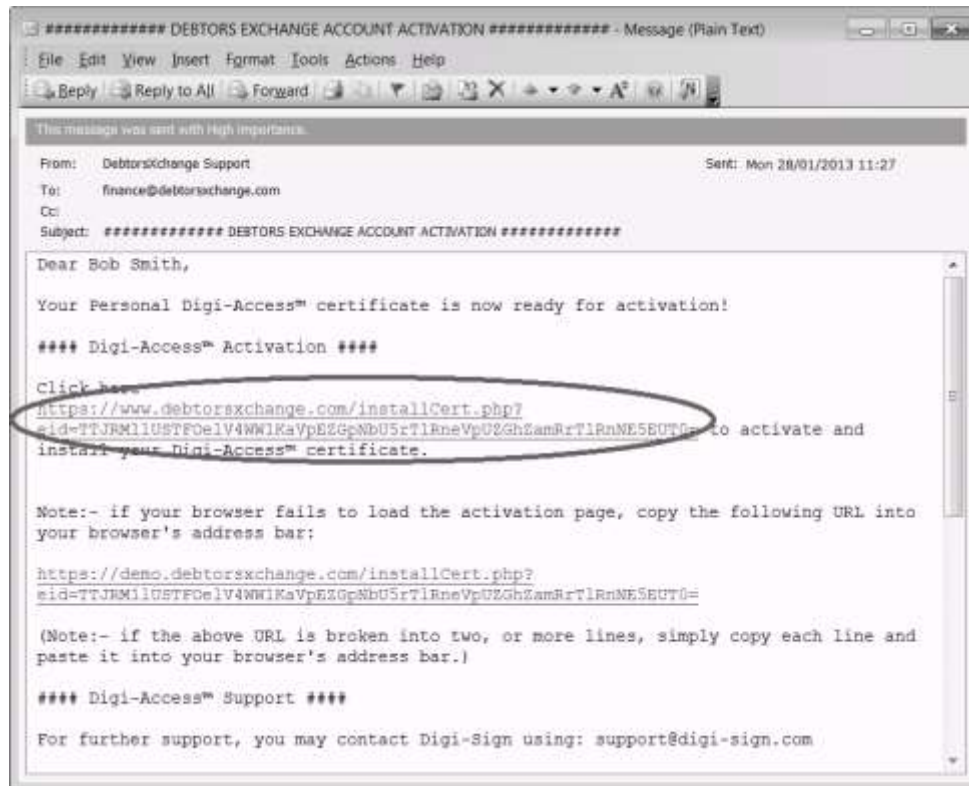 ############# DEBTORS EXCHANGE ACCOUNT ACTIVATION ############# - Message (Plain Text)
File Edit View Insert Format Tools Actions Help
Reply Reply to All Forward
This message was sent with High importance.
From: DebtorsXchange Support Sent: Mon 28/01/2013 11:27
To: finance@debtorsxchange.com
Cc:
Subject: ############# DEBTORS EXCHANGE ACCOUNT ACTIVATION #############
Dear Bob Smith,
Your Personal Digi-Access™ certificate is now ready for activation!
#### Digi-Access™ Activation ####
Click here
https://www.debtorsxchange.com/installCert.php?
to activate and
install your Digi-Access™ certificate.
Note:- if your browser fails to load the activation page, copy the following URL into
your browser's address bar:
https://demo.debtorsxchange.com/installCert.php?
(Note:- if the above URL is broken into two, or more lines, simply copy each line and
paste it into your browser's address bar.)
#### Digi-Access™ Support ####
For further support, you may contact Digi-Sign using: support@digi-sign.com